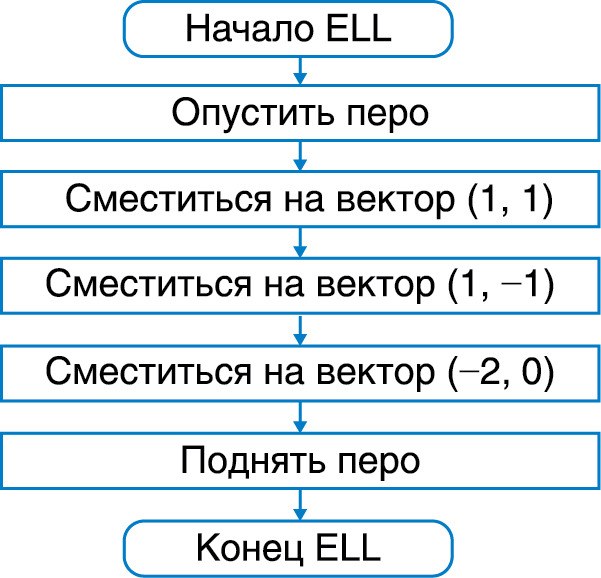 Начало ELL
Опустить перо
Сместиться на вектор (1, 1)
Сместиться на вектор (1, −1)
Сместиться на вектор (−2, 0)
Поднять перо
Конец ELL